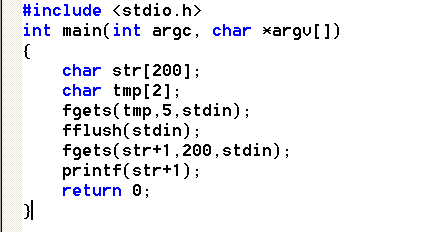 #include <stdio.h>
int main(int argc, char *argv[])
{
    char str[200];
    char tmp[2];
    fgets(tmp,5,stdin);
    fflush(stdin);
    fgets(str+1,200,stdin);
    printf(str+1);
    return 0;
}